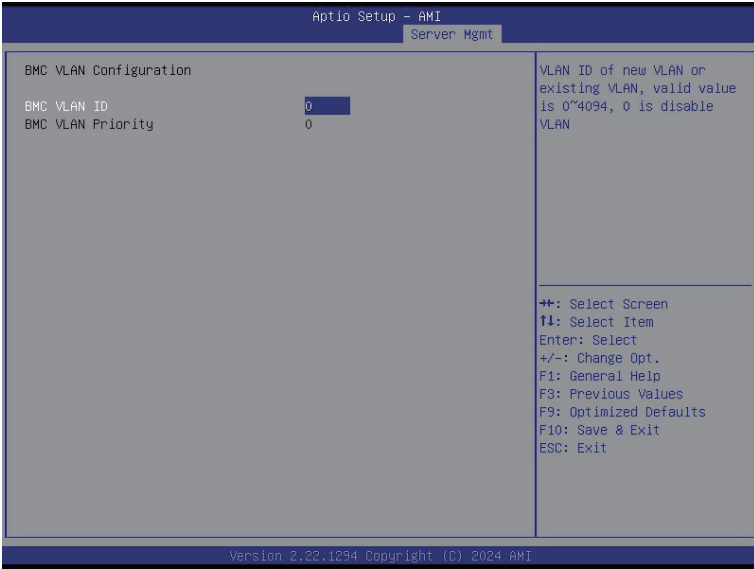 Aptio Setup – AMI
Server Mgmt
BMC VLAN Configuration
BMC VLAN ID 0
BMC VLAN Priority 0
VLAN ID of new VLAN or
existing VLAN, valid value
is 0~4094, 0 is disable
VLAN
→←: Select Screen
↑↓: Select Item
Enter: Select
+/-: Change Opt.
F1: General Help
F3: Previous Values
F9: Optimized Defaults
F10: Save & Exit
ESC: Exit
Version 2.22.1294 Copyright (C) 2024 AMI